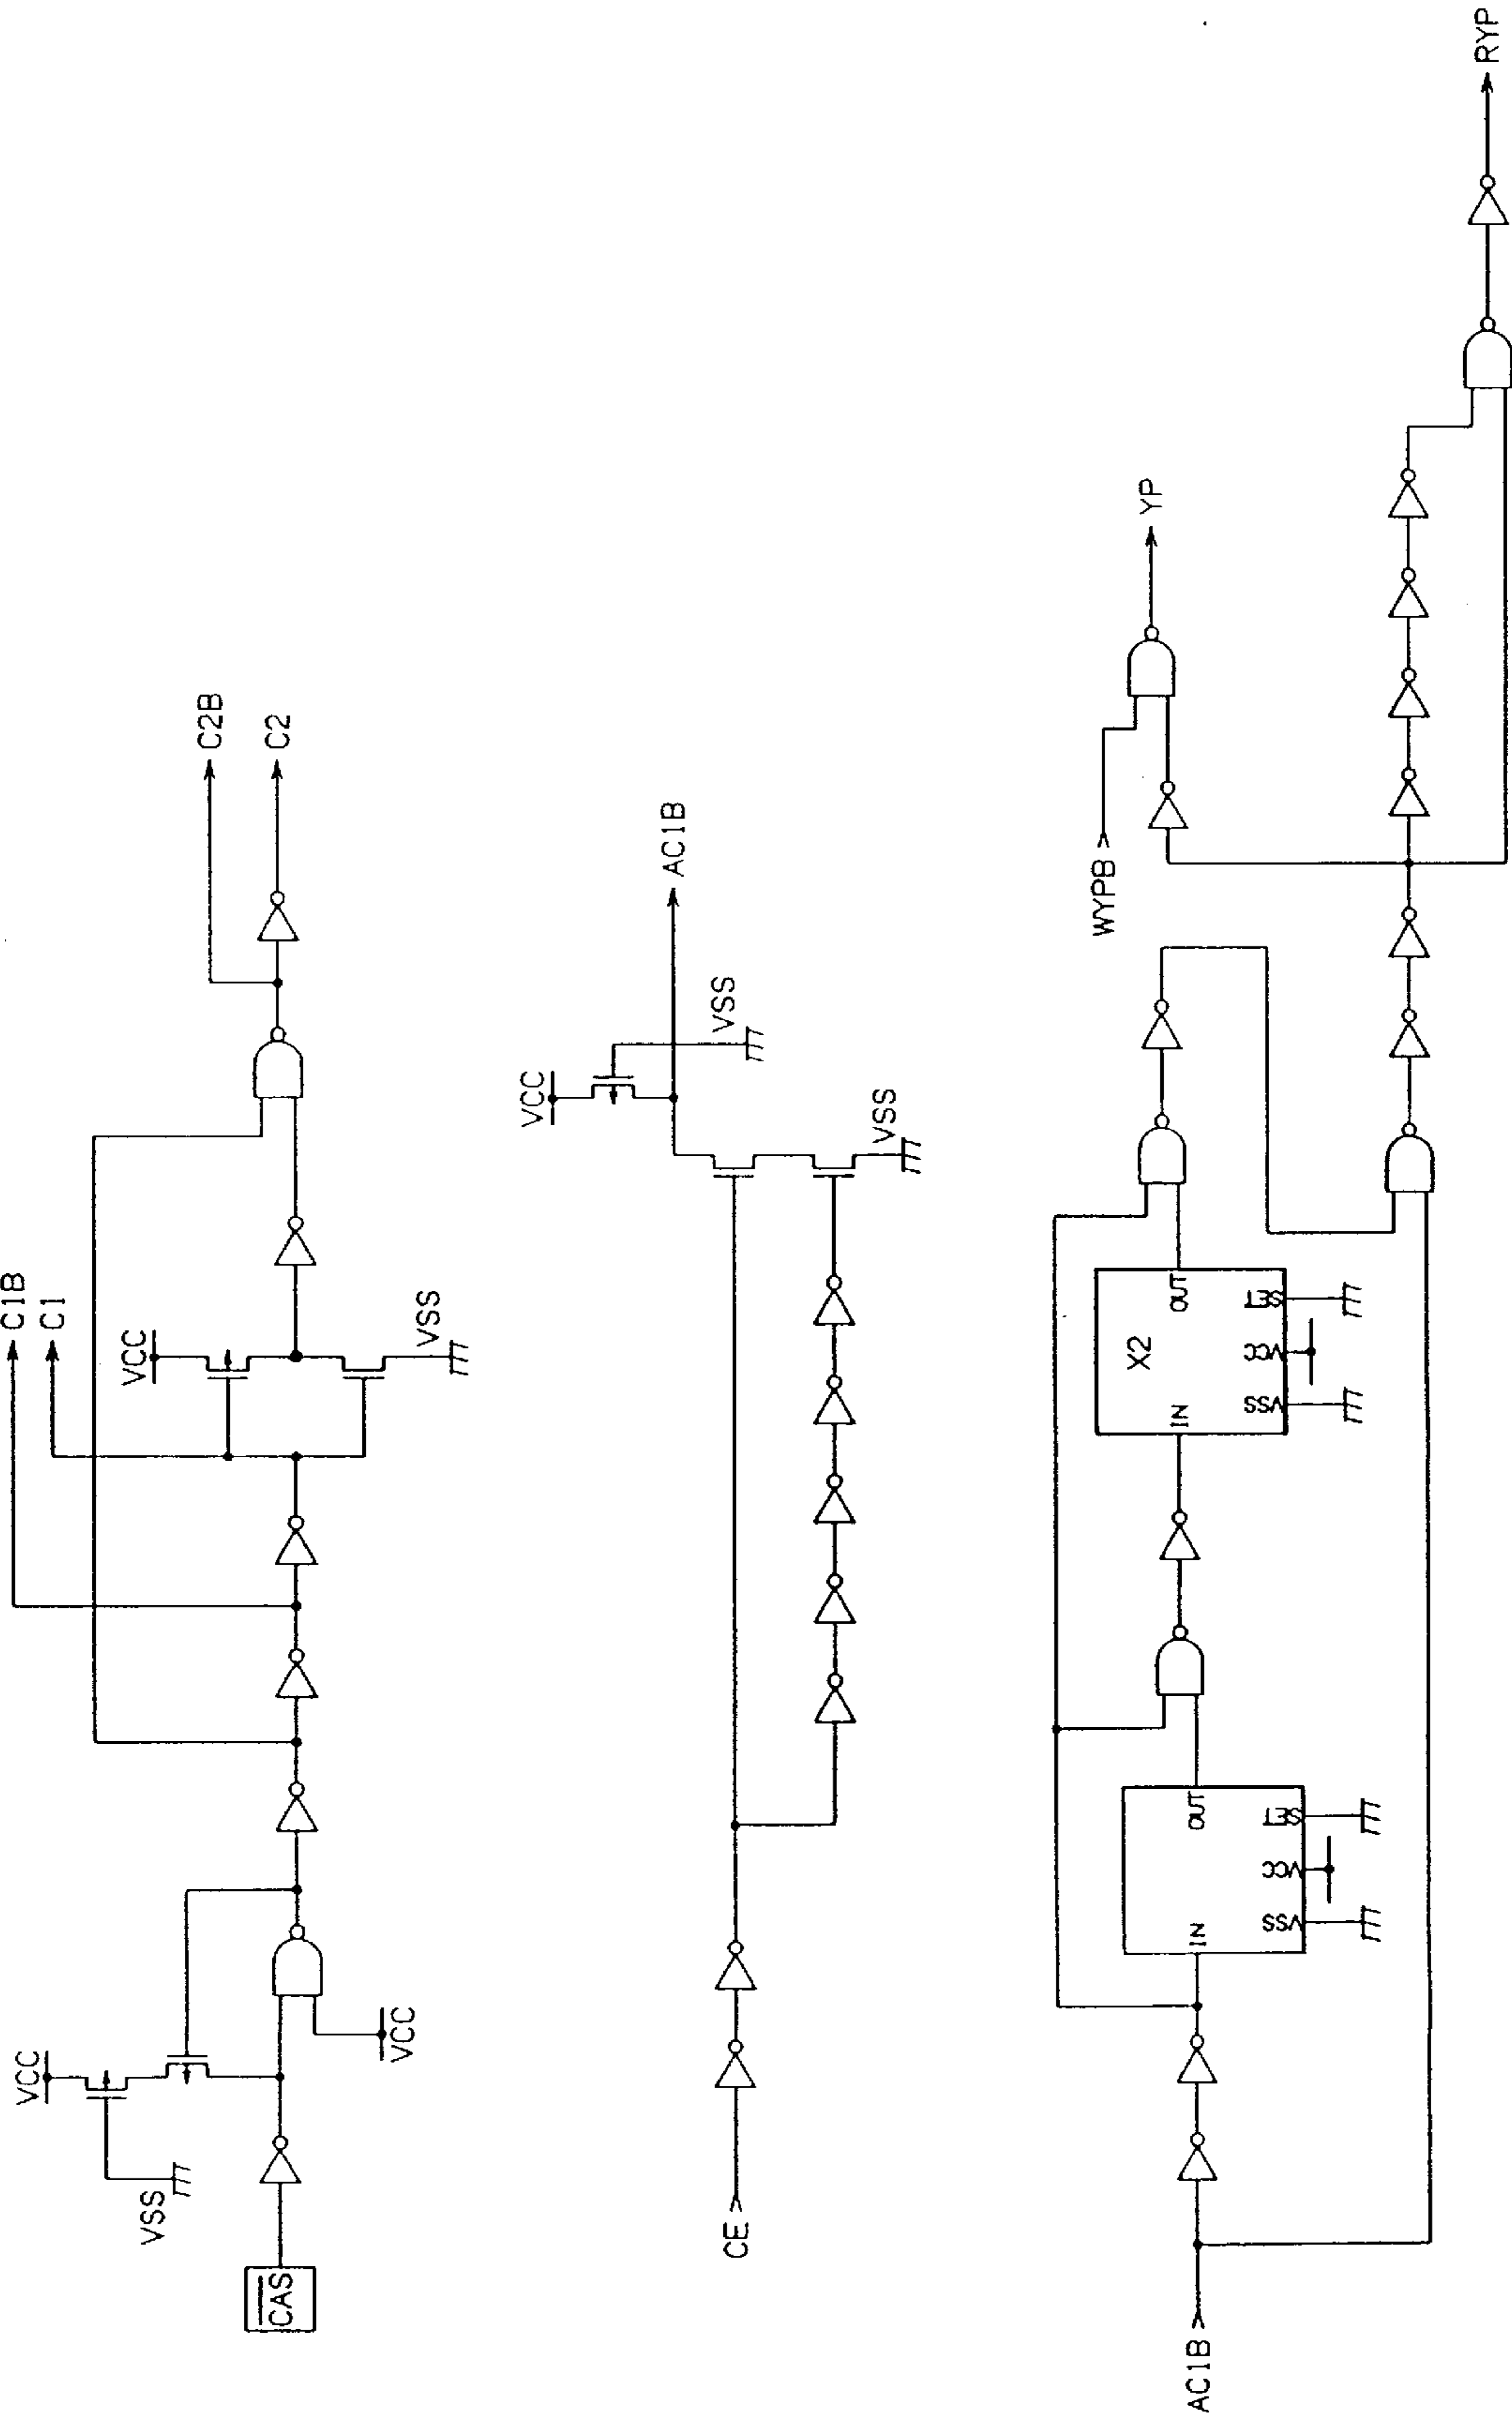 C1B
C1
C2B
C2
VCC
VSS
VCC
VSS
VCC
CAS
VCC
VSS
VSS
AC1B
CE
RYP
YP
WYPB
X2
IN
OUT
VSS
VCC
SET
IN
OUT
VSS
VCC
SET
AC1B